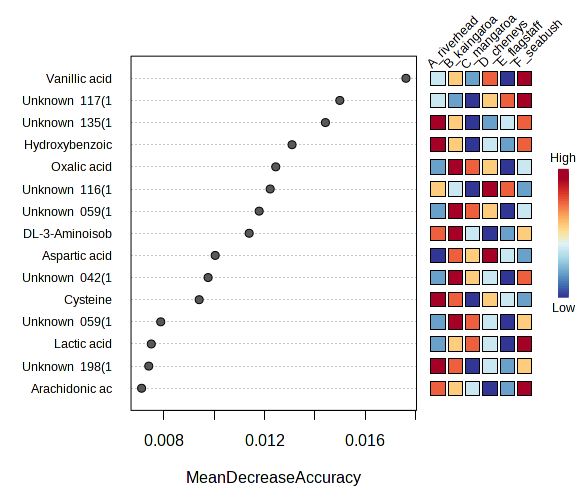 A_riverhead
B_kaingaroa
C_mangaroa
D_cheneys
E_flagstaff
F_seabush
Vanillic acid
Unknown 117(1
Unknown 135(1
Hydroxybenzoic
Oxalic acid
Unknown 116(1
Unknown 059(1
DL-3-Aminoisob
Aspartic acid
Unknown 042(1
Cysteine
Unknown 059(1
Lactic acid
Unknown 198(1
Arachidonic ac
High
Low
0.008 0.012 0.016
MeanDecreaseAccuracy